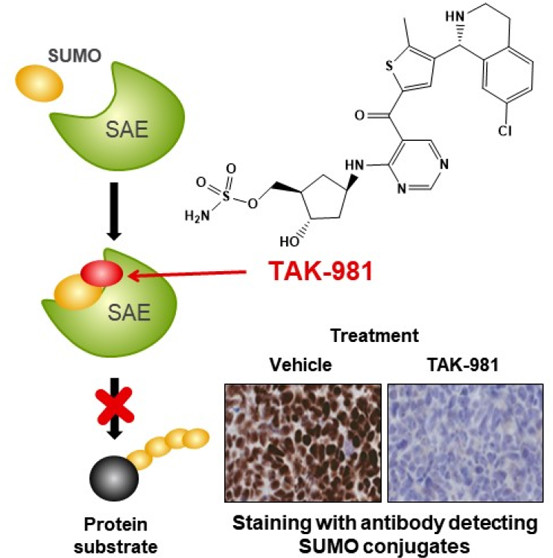 SUMO
SAE
HN
S
Cl
O
HN
N
N
O
O
S
O
H₂N
HO
TAK-981
SAE
Treatment
Vehicle
TAK-981
Protein
substrate
Staining with antibody detecting
SUMO conjugates